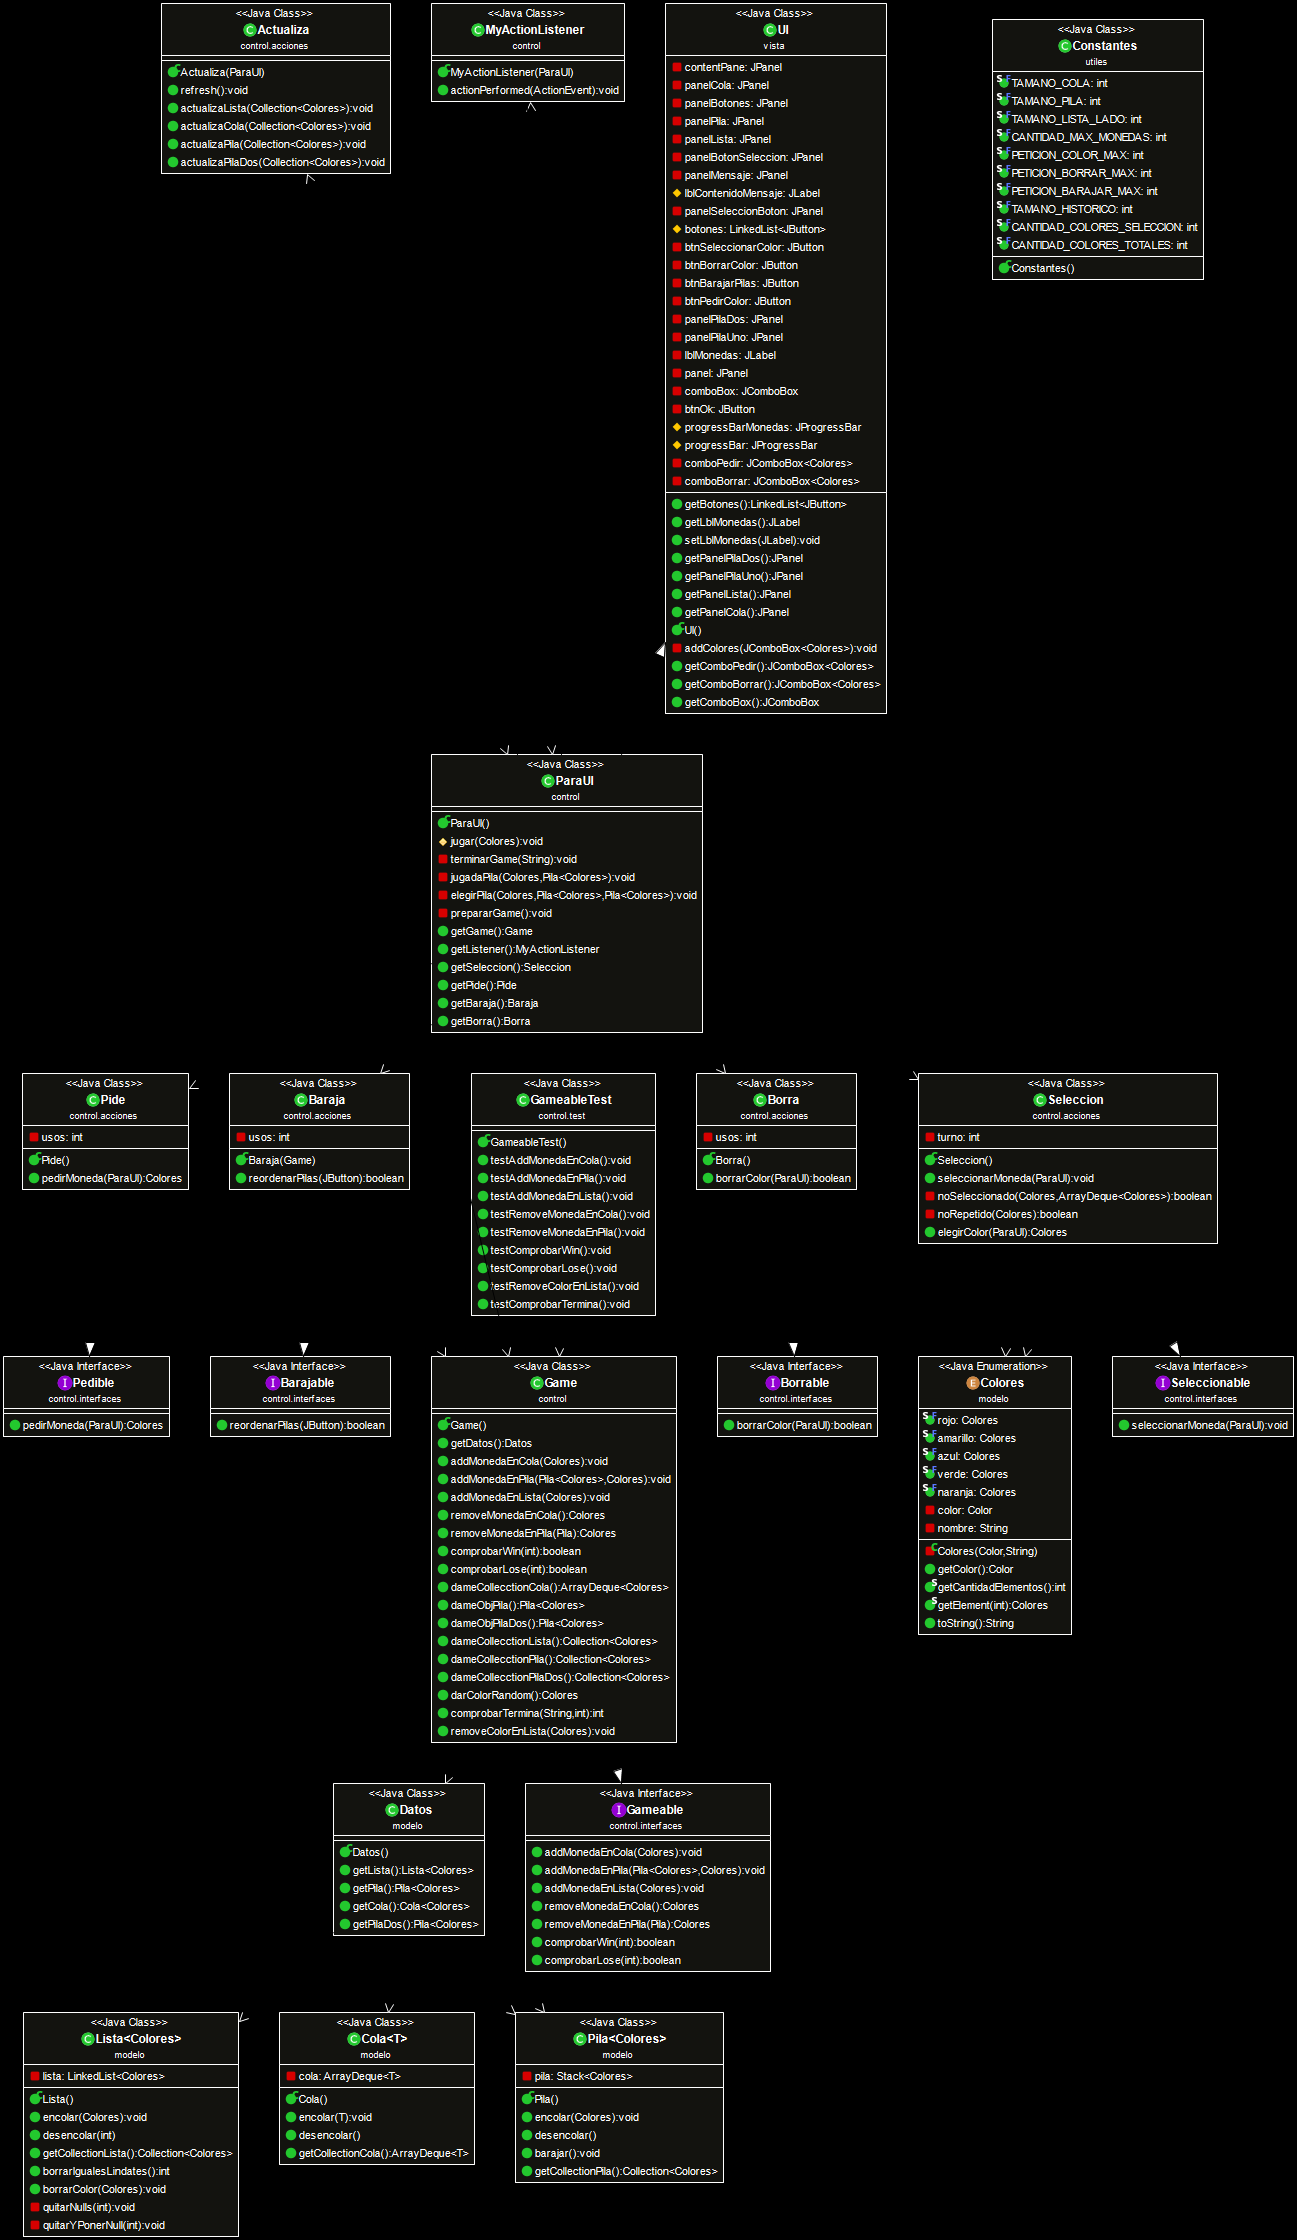 <<Java Class>>
Actualiza
control.acciones
Actualiza(ParaUI)
refresh():void
actualizaLista(Collection<Colores>):void
actualizaCola(Collection<Colores>):void
actualizaPila(Collection<Colores>):void
actualizaPilaDos(Collection<Colores>):void
<<Java Class>>
MyActionListener
control
MyActionListener(ParaUI)
actionPerformed(ActionEvent):void
<<Java Class>>
UI
vista
contentPane: JPanel
panelCola: JPanel
panelBotones: JPanel
panelPila: JPanel
panelLista: JPanel
panelBotonSeleccion: JPanel
panelMensaje: JPanel
lblContenidoMensaje: JLabel
panelSeleccionBoton: JPanel
botones: LinkedList<JButton>
btnSeleccionarColor: JButton
btnBorrarColor: JButton
btnBarajarPilas: JButton
btnPedirColor: JButton
panelPilaDos: JPanel
panelPilaUno: JPanel
lblMonedas: JLabel
panel: JPanel
comboBox: JComboBox
btnOk: JButton
progressBarMonedas: JProgressBar
progressBar: JProgressBar
comboPedir: JComboBox<Colores>
comboBorrar: JComboBox<Colores>
getBotones():LinkedList<JButton>
getLblMonedas():JLabel
setLblMonedas(JLabel):void
getPanelPilaDos():JPanel
getPanelPilaUno():JPanel
getPanelLista():JPanel
getPanelCola():JPanel
UI()
addColores(JComboBox<Colores>):void
getComboPedir():JComboBox<Colores>
getComboBorrar():JComboBox<Colores>
getComboBox():JComboBox
<<Java Class>>
Constantes
utiles
TAMANO_COLA: int
TAMANO_PILA: int
TAMANO_LISTA_LADO: int
CANTIDAD_MAX_MONEDAS: int
PETICION_COLOR_MAX: int
PETICION_BORRAR_MAX: int
PETICION_BARAJAR_MAX: int
TAMANO_HISTORICO: int
CANTIDAD_COLORES_SELECCION: int
CANTIDAD_COLORES_TOTALES: int
Constantes()
<<Java Class>>
ParaUI
control
ParaUI()
jugar(Colores):void
terminarGame(String):void
jugadaPila(Colores,Pila<Colores>):void
elegirPila(Colores,Pila<Colores>,Pila<Colores>):void
prepararGame():void
getGame():Game
getListener():MyActionListener
getSeleccion():Seleccion
getPide():Pide
getBaraja():Baraja
getBorra():Borra
<<Java Class>>
Pide
control.acciones
usos: int
Pide()
pedirMoneda(ParaUI):Colores
<<Java Class>>
Baraja
control.acciones
usos: int
Baraja(Game)
reordenarPilas(JButton):boolean
<<Java Class>>
GameableTest
control.test
GameableTest()
testAddMonedaEnCola():void
testAddMonedaEnPila():void
testAddMonedaEnLista():void
testRemoveMonedaEnCola():void
testRemoveMonedaEnPila():void
testComprobarWin():void
testComprobarLose():void
testRemoveColorEnLista():void
testComprobarTermina():void
<<Java Class>>
Borra
control.acciones
usos: int
Borra()
borrarColor(ParaUI):boolean
<<Java Class>>
Seleccion
control.acciones
turno: int
Seleccion()
seleccionarMoneda(ParaUI):void
noSeleccionado(Colores,ArrayDeque<Colores>):boolean
noRepetido(Colores):boolean
elegirColor(ParaUI):Colores
<<Java Interface>>
Pedible
control.interfaces
pedirMoneda(ParaUI):Colores
<<Java Interface>>
Barajable
control.interfaces
reordenarPilas(JButton):boolean
<<Java Class>>
Game
control
Game()
getDatos():Datos
addMonedaEnCola(Colores):void
addMonedaEnPila(Pila<Colores>,Colores):void
addMonedaEnLista(Colores):void
removeMonedaEnCola():Colores
removeMonedaEnPila(Pila):Colores
comprobarWin(int):boolean
comprobarLose(int):boolean
dameCollecctionCola():ArrayDeque<Colores>
dameObjPila():Pila<Colores>
dameObjPilaDos():Pila<Colores>
dameCollecctionLista():Collection<Colores>
dameCollecctionPila():Collection<Colores>
dameCollecctionPilaDos():Collection<Colores>
darColorRandom():Colores
comprobarTermina(String,int):int
removeColorEnLista(Colores):void
<<Java Interface>>
Borrable
control.interfaces
borrarColor(ParaUI):boolean
<<Java Enumeration>>
Colores
modelo
rojo: Colores
amarillo: Colores
azul: Colores
verde: Colores
naranja: Colores
color: Color
nombre: String
Colores(Color,String)
getColor():Color
getCantidadElementos():int
getElement(int):Colores
toString():String
<<Java Interface>>
Seleccionable
control.interfaces
seleccionarMoneda(ParaUI):void
<<Java Class>>
Datos
modelo
Datos()
getLista():Lista<Colores>
getPila():Pila<Colores>
getCola():Cola<Colores>
getPilaDos():Pila<Colores>
<<Java Interface>>
Gameable
control.interfaces
addMonedaEnCola(Colores):void
addMonedaEnPila(Pila<Colores>,Colores):void
addMonedaEnLista(Colores):void
removeMonedaEnCola():Colores
removeMonedaEnPila(Pila):Colores
comprobarWin(int):boolean
comprobarLose(int):boolean
<<Java Class>>
Lista<Colores>
modelo
lista: LinkedList<Colores>
Lista()
encolar(Colores):void
desencolar(int)
getCollectionLista():Collection<Colores>
borrarIgualesLindates():int
borrarColor(Colores):void
quitarNulls(int):void
quitarYPonerNull(int):void
<<Java Class>>
Cola<T>
modelo
cola: ArrayDeque<T>
Cola()
encolar(T):void
desencolar()
getCollectionCola():ArrayDeque<T>
<<Java Class>>
Pila<Colores>
modelo
pila: Stack<Colores>
Pila()
encolar(Colores):void
desencolar()
barajar():void
getCollectionPila():Collection<Colores>